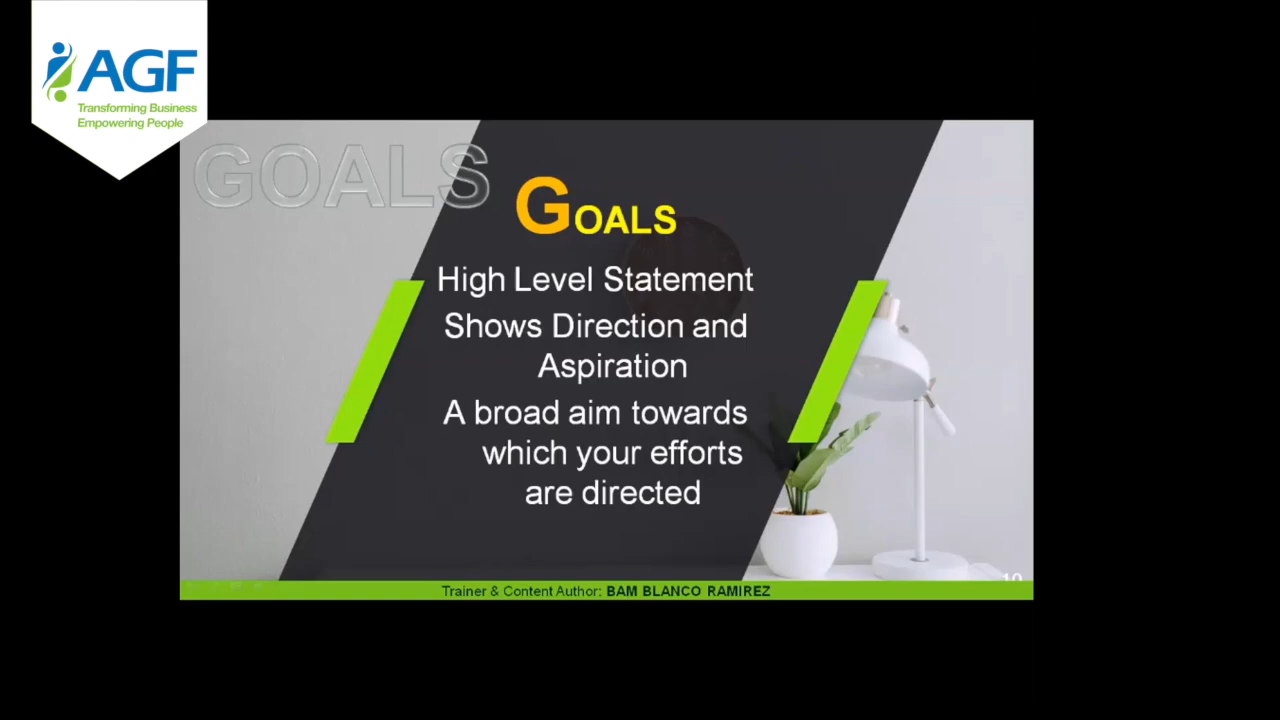 AGF
Transforming Business
Empowering People
GOALS
GOALS
High Level Statement
Shows Direction and
Aspiration
A broad aim towards
which your efforts
are directed
10
Trainer & Content Author: BAM BLANCO RAMIREZ